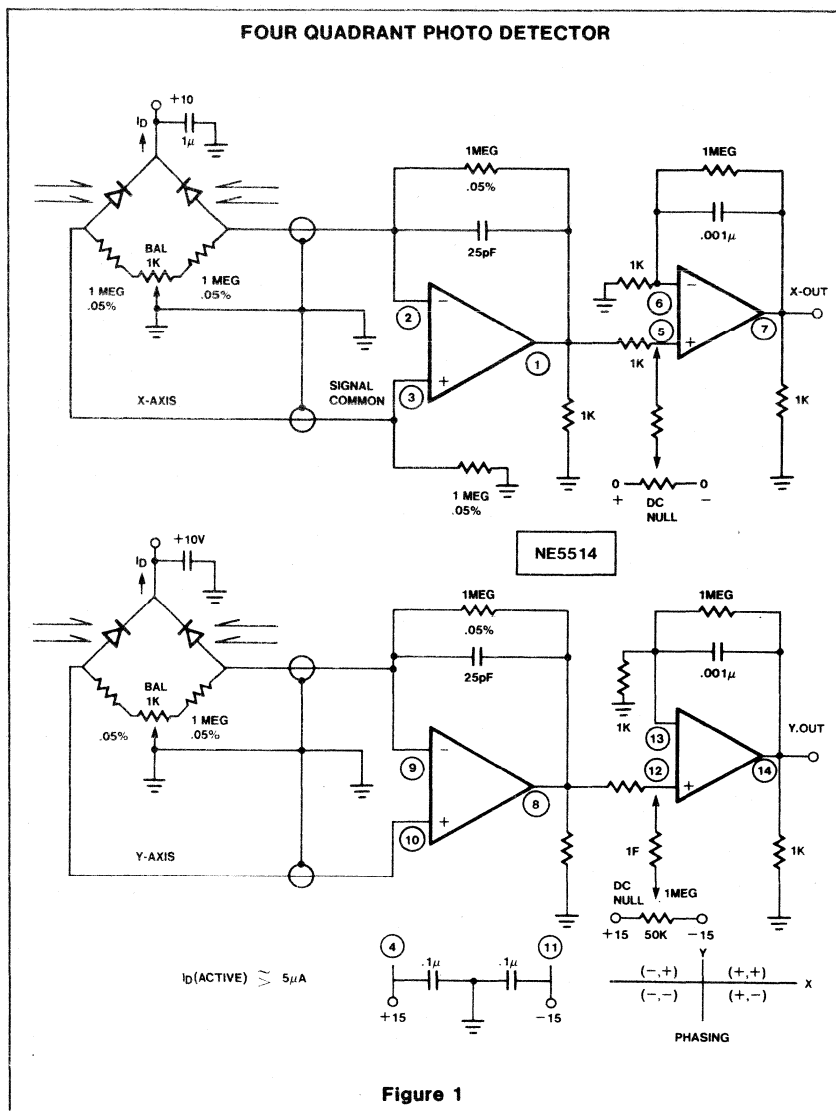 FOUR QUADRANT PHOTO DETECTOR
+10
ID
1μ
1MEG
.05%
25pF
1MEG
.001μ
BAL
1K
1 MEG
.05%
1 MEG
.05%
1K
6
5
7
X-OUT
1K
2
3
1
X-AXIS
SIGNAL
COMMON
1K
1K
1 MEG
.05%
0
+
0
−
DC
NULL
NE5514
+10V
ID
1MEG
.05%
25pF
1MEG
.001μ
BAL
1K
.05%
1 MEG
.05%
1K
13
12
14
Y.OUT
9
10
8
Y-AXIS
1F
1K
DC
NULL
1MEG
+15
50K
−15
ID(ACTIVE) ≥ 5μA
4
.1μ
.1μ
11
+15
−15
Y
(−,+)
(+,+)
X
(−,−)
(+,−)
PHASING
Figure 1